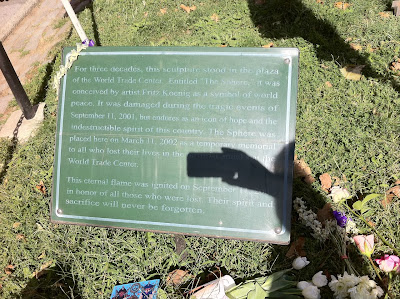 For three decades, this sculpture stood in the plaza
of the World Trade Center. Entitled "The Sphere," it was
conceived by artist Fritz Koenig as a symbol of world
peace. It was damaged during the tragic events of
September 11, 2001, but endures as an icon of hope and the
indestructible spirit of this country. The Sphere was
placed here on March 11, 2002 as a temporary memorial
to all who lost their lives in the
World Trade Center.
This eternal flame was ignited on September
in honor of all those who were lost. Their spirit and
sacrifice will never be forgotten.